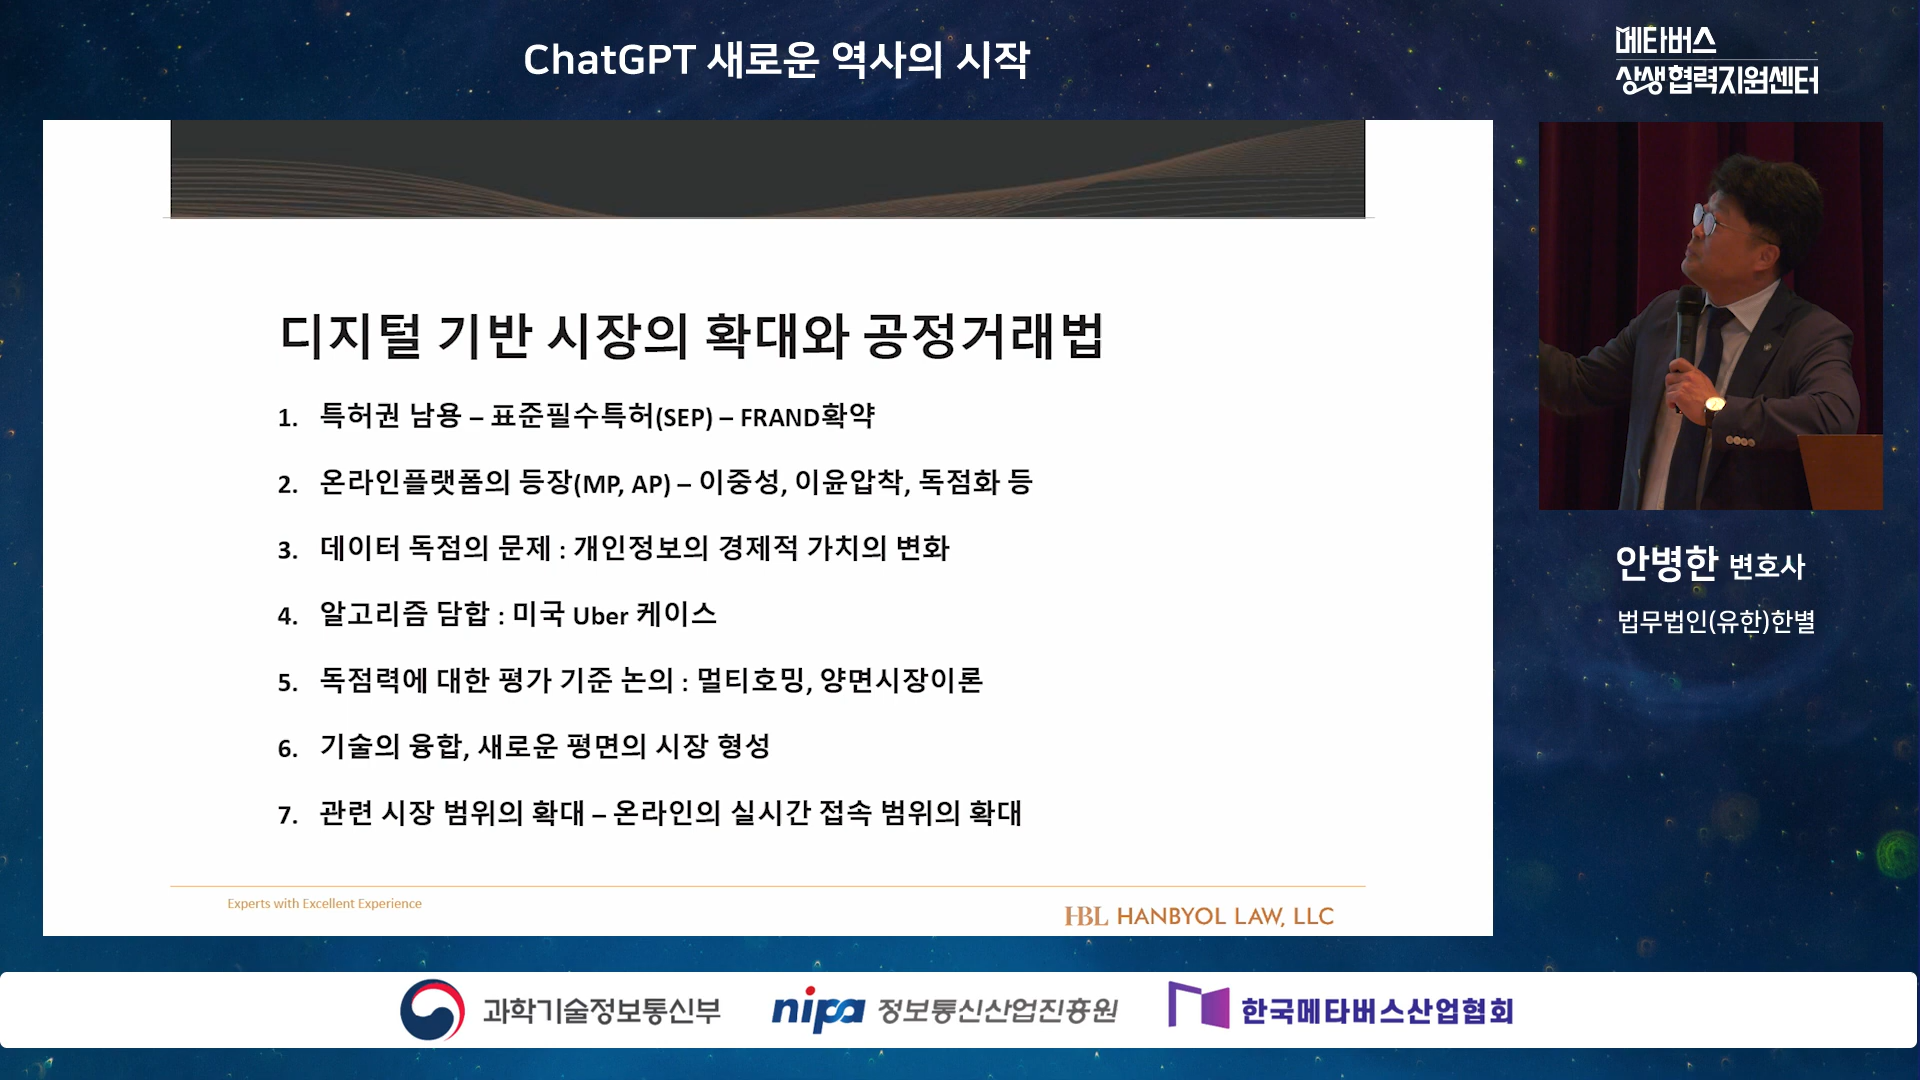 ChatGPT 새로운 역사의 시작
메타버스
상생협력지원센터
디지털 기반 시장의 확대와 공정거래법
1. 특허권 남용 – 표준필수특허(SEP) – FRAND확약
2. 온라인플랫폼의 등장(MP, AP) – 이중성, 이윤압착, 독점화 등
3. 데이터 독점의 문제 : 개인정보의 경제적 가치의 변화
4. 알고리즘 담합 : 미국 Uber 케이스
5. 독점력에 대한 평가 기준 논의 : 멀티호밍, 양면시장이론
6. 기술의 융합, 새로운 평면의 시장 형성
7. 관련 시장 범위의 확대 – 온라인의 실시간 접속 범위의 확대
Experts with Excellent Experience
HBL HANBYOL LAW, LLC
안병한 변호사
법무법인(유한)한별
과학기술정보통신부
nipa 정보통신산업진흥원
한국메타버스산업협회